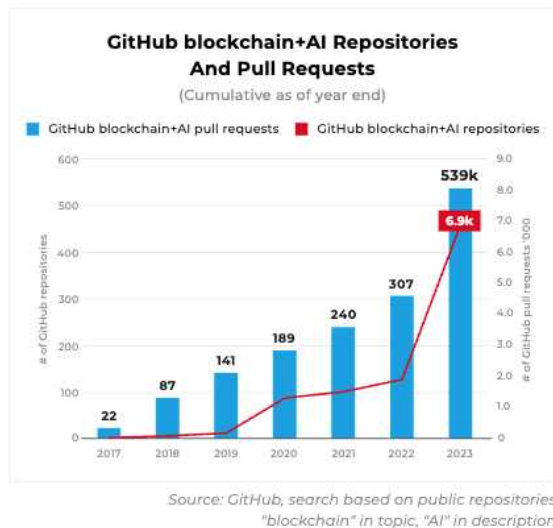 GitHub blockchain+AI Repositories
And Pull Requests
(Cumulative as of year end)
GitHub blockchain+AI pull requests
GitHub blockchain+AI repositories
# of GitHub repositories
600
500
400
300
200
100
0
22
87
141
189
240
307
539k
6.9k
9.0
8.0
7.0
6.0
5.0
4.0
3.0
2.0
1.0
0
# of GitHub pull requests '000
2017 2018 2019 2020 2021 2022 2023
Source: GitHub, search based on public repositories
"blockchain" in topic, "AI" in description